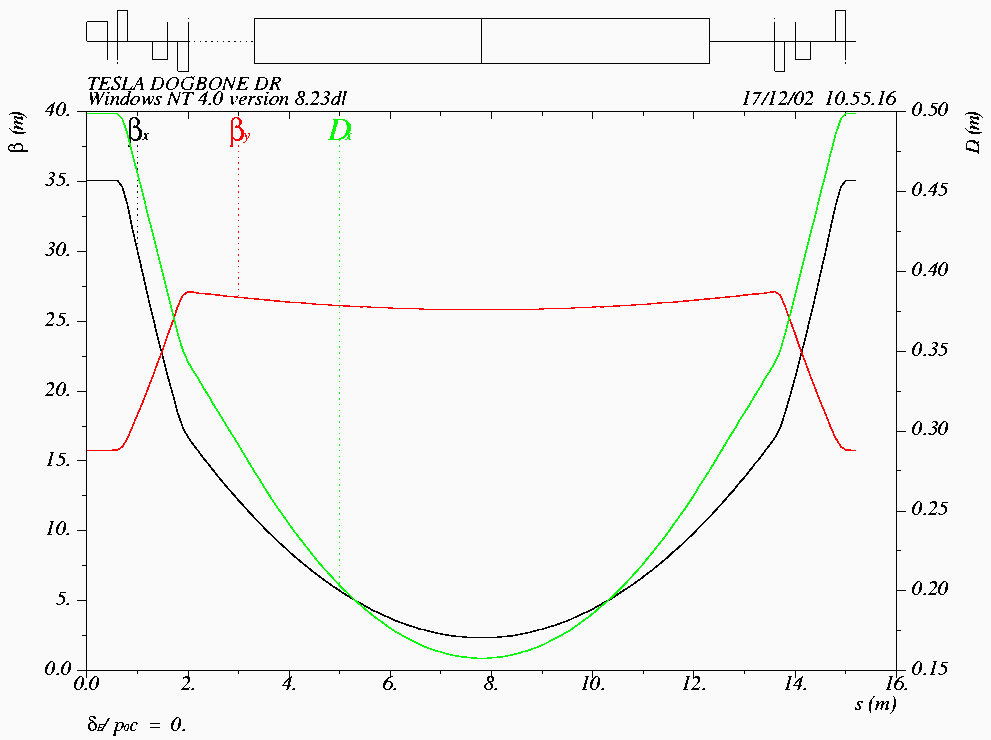 TESLA DOGBONE DR
Windows NT 4.0 version 8.23dl 17/12/02 10.55.16
β (m)
D (m)
βx βy Dx
40. 0.50
35. 0.45
30. 0.40
25. 0.35
20. 0.30
15. 0.25
10. 0.20
5. 0.15
0.0
0.0 2. 4. 6. 8. 10. 12. 14. 16.
s (m)
δE/ p0c = 0.